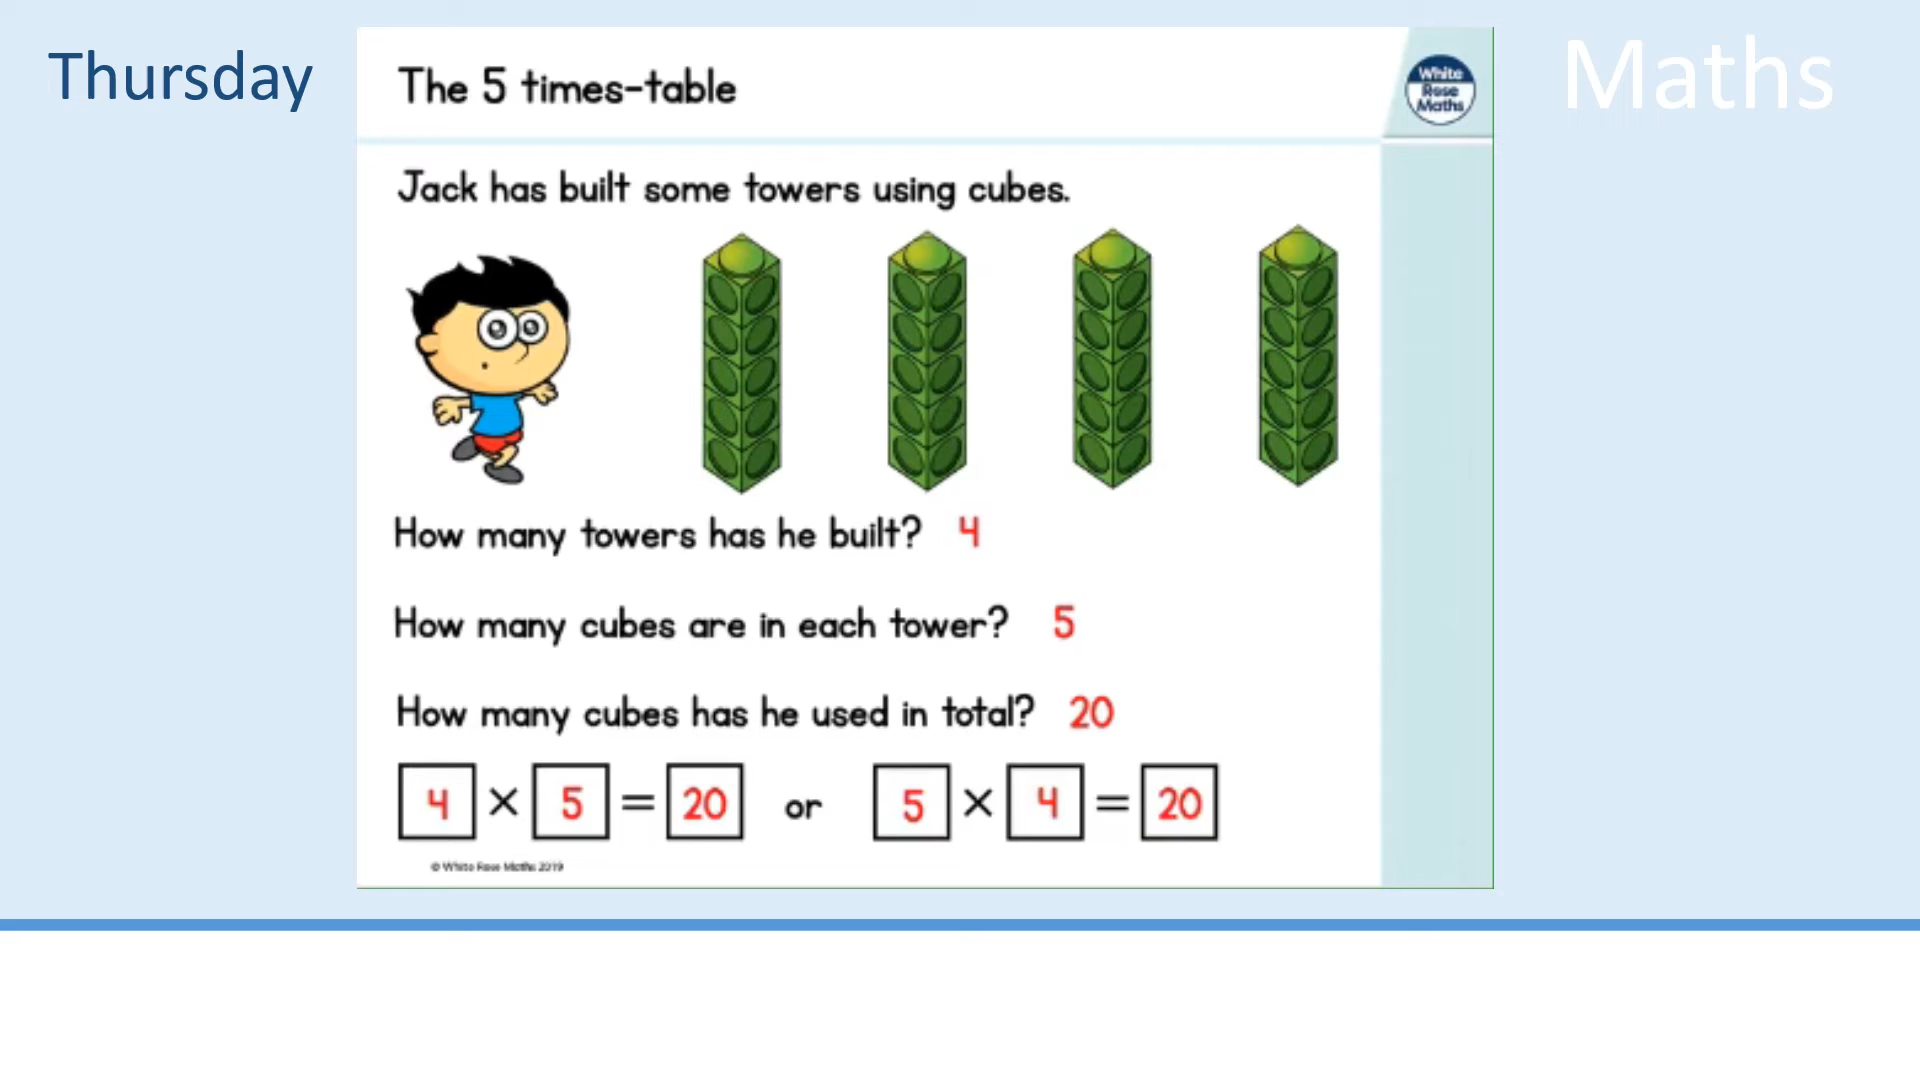 Thursday
Maths
The 5 times-table
White
Rose
Maths
Jack has built some towers using cubes.
How many towers has he built? 4
How many cubes are in each tower? 5
How many cubes has he used in total? 20
4 × 5 = 20 or 5 × 4 = 20
© White Rose Maths 2019